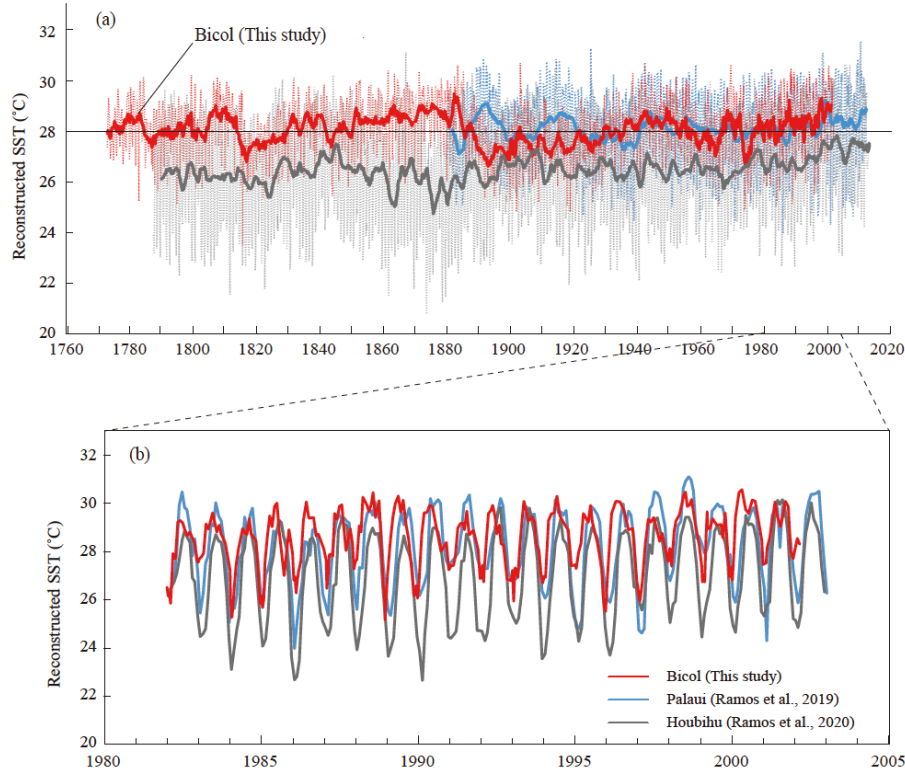 (a)
Bicol (This study)
Reconstructed SST (°C)
32
30
28
26
24
22
20
1760 1780 1800 1820 1840 1860 1880 1900 1920 1940 1960 1980 2000 2020
(b)
Reconstructed SST (°C)
32
30
28
26
24
22
20
Bicol (This study)
Palaui (Ramos et al., 2019)
Houbihu (Ramos et al., 2020)
1980 1985 1990 1995 2000 2005